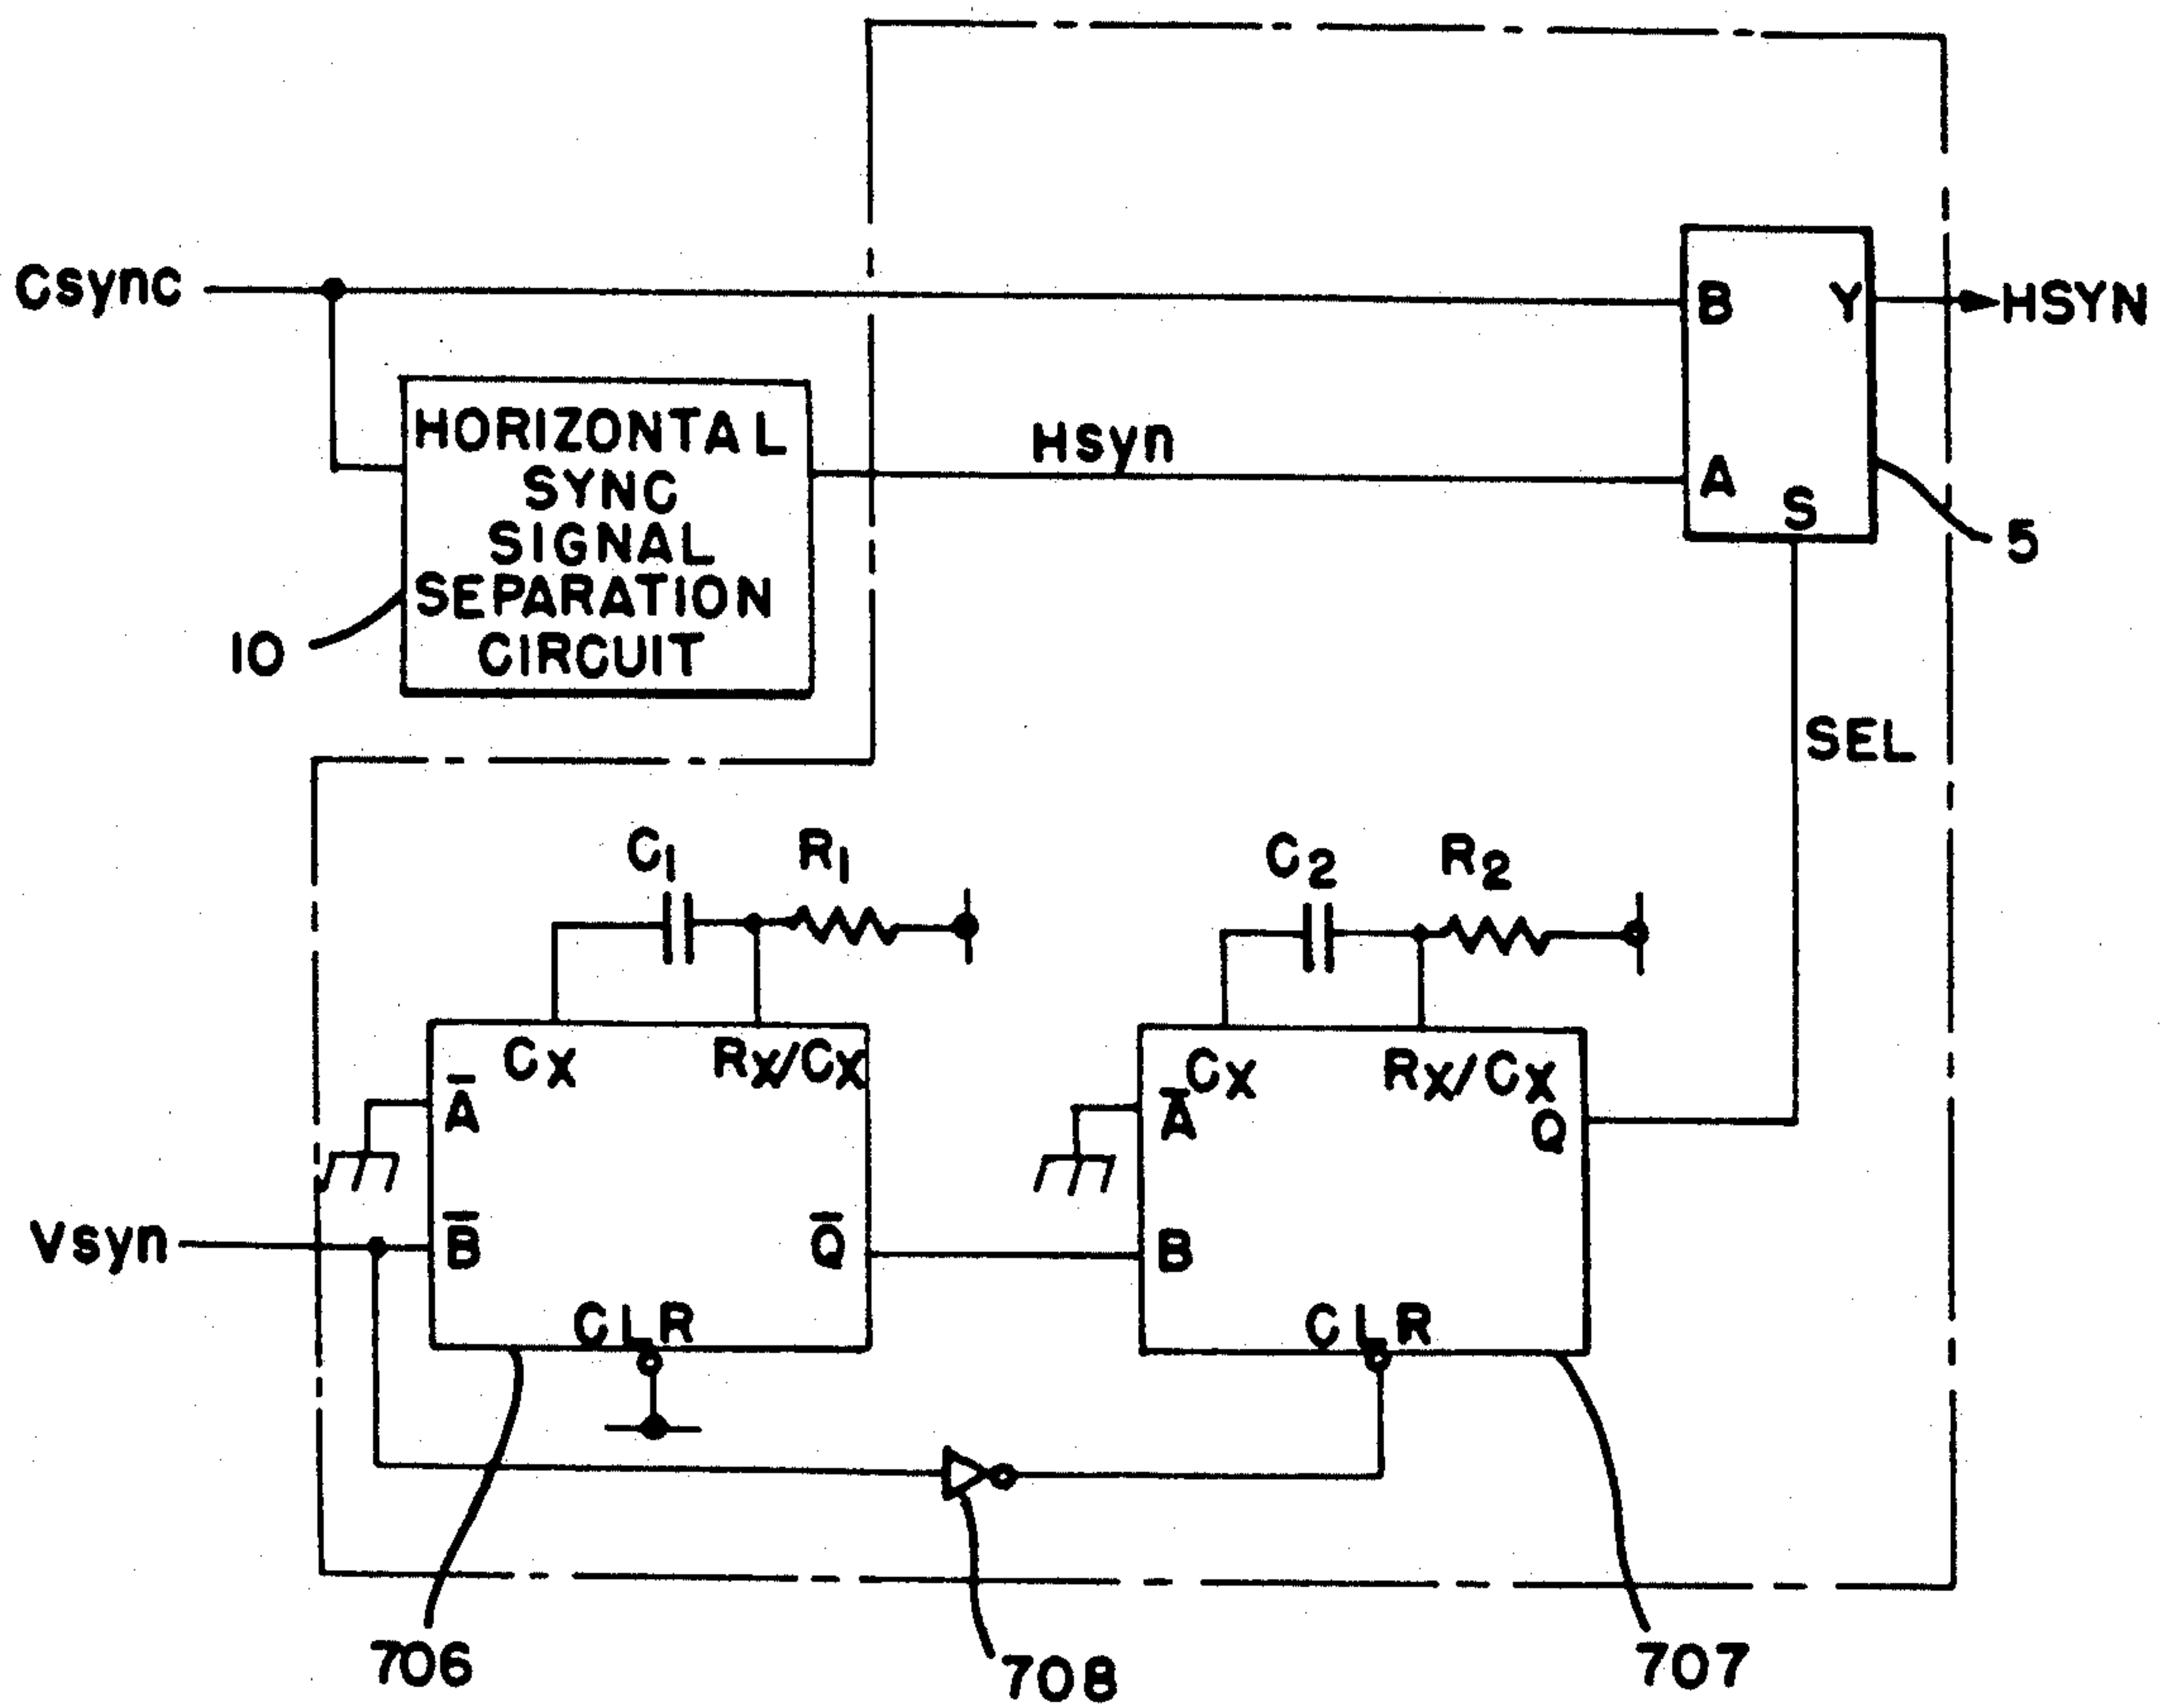 Csync
B
Y
HSYN
HORIZONTAL
SYNC
SIGNAL
SEPARATION
CIRCUIT
Hsyn
A
S
5
10
SEL
C1
R1
C2
R2
Cx
Rx/Cx
A̅
B̅
Q̅
CLR
Cx
Rx/Cx
A̅
Q
B
CLR
Vsyn
706
708
707